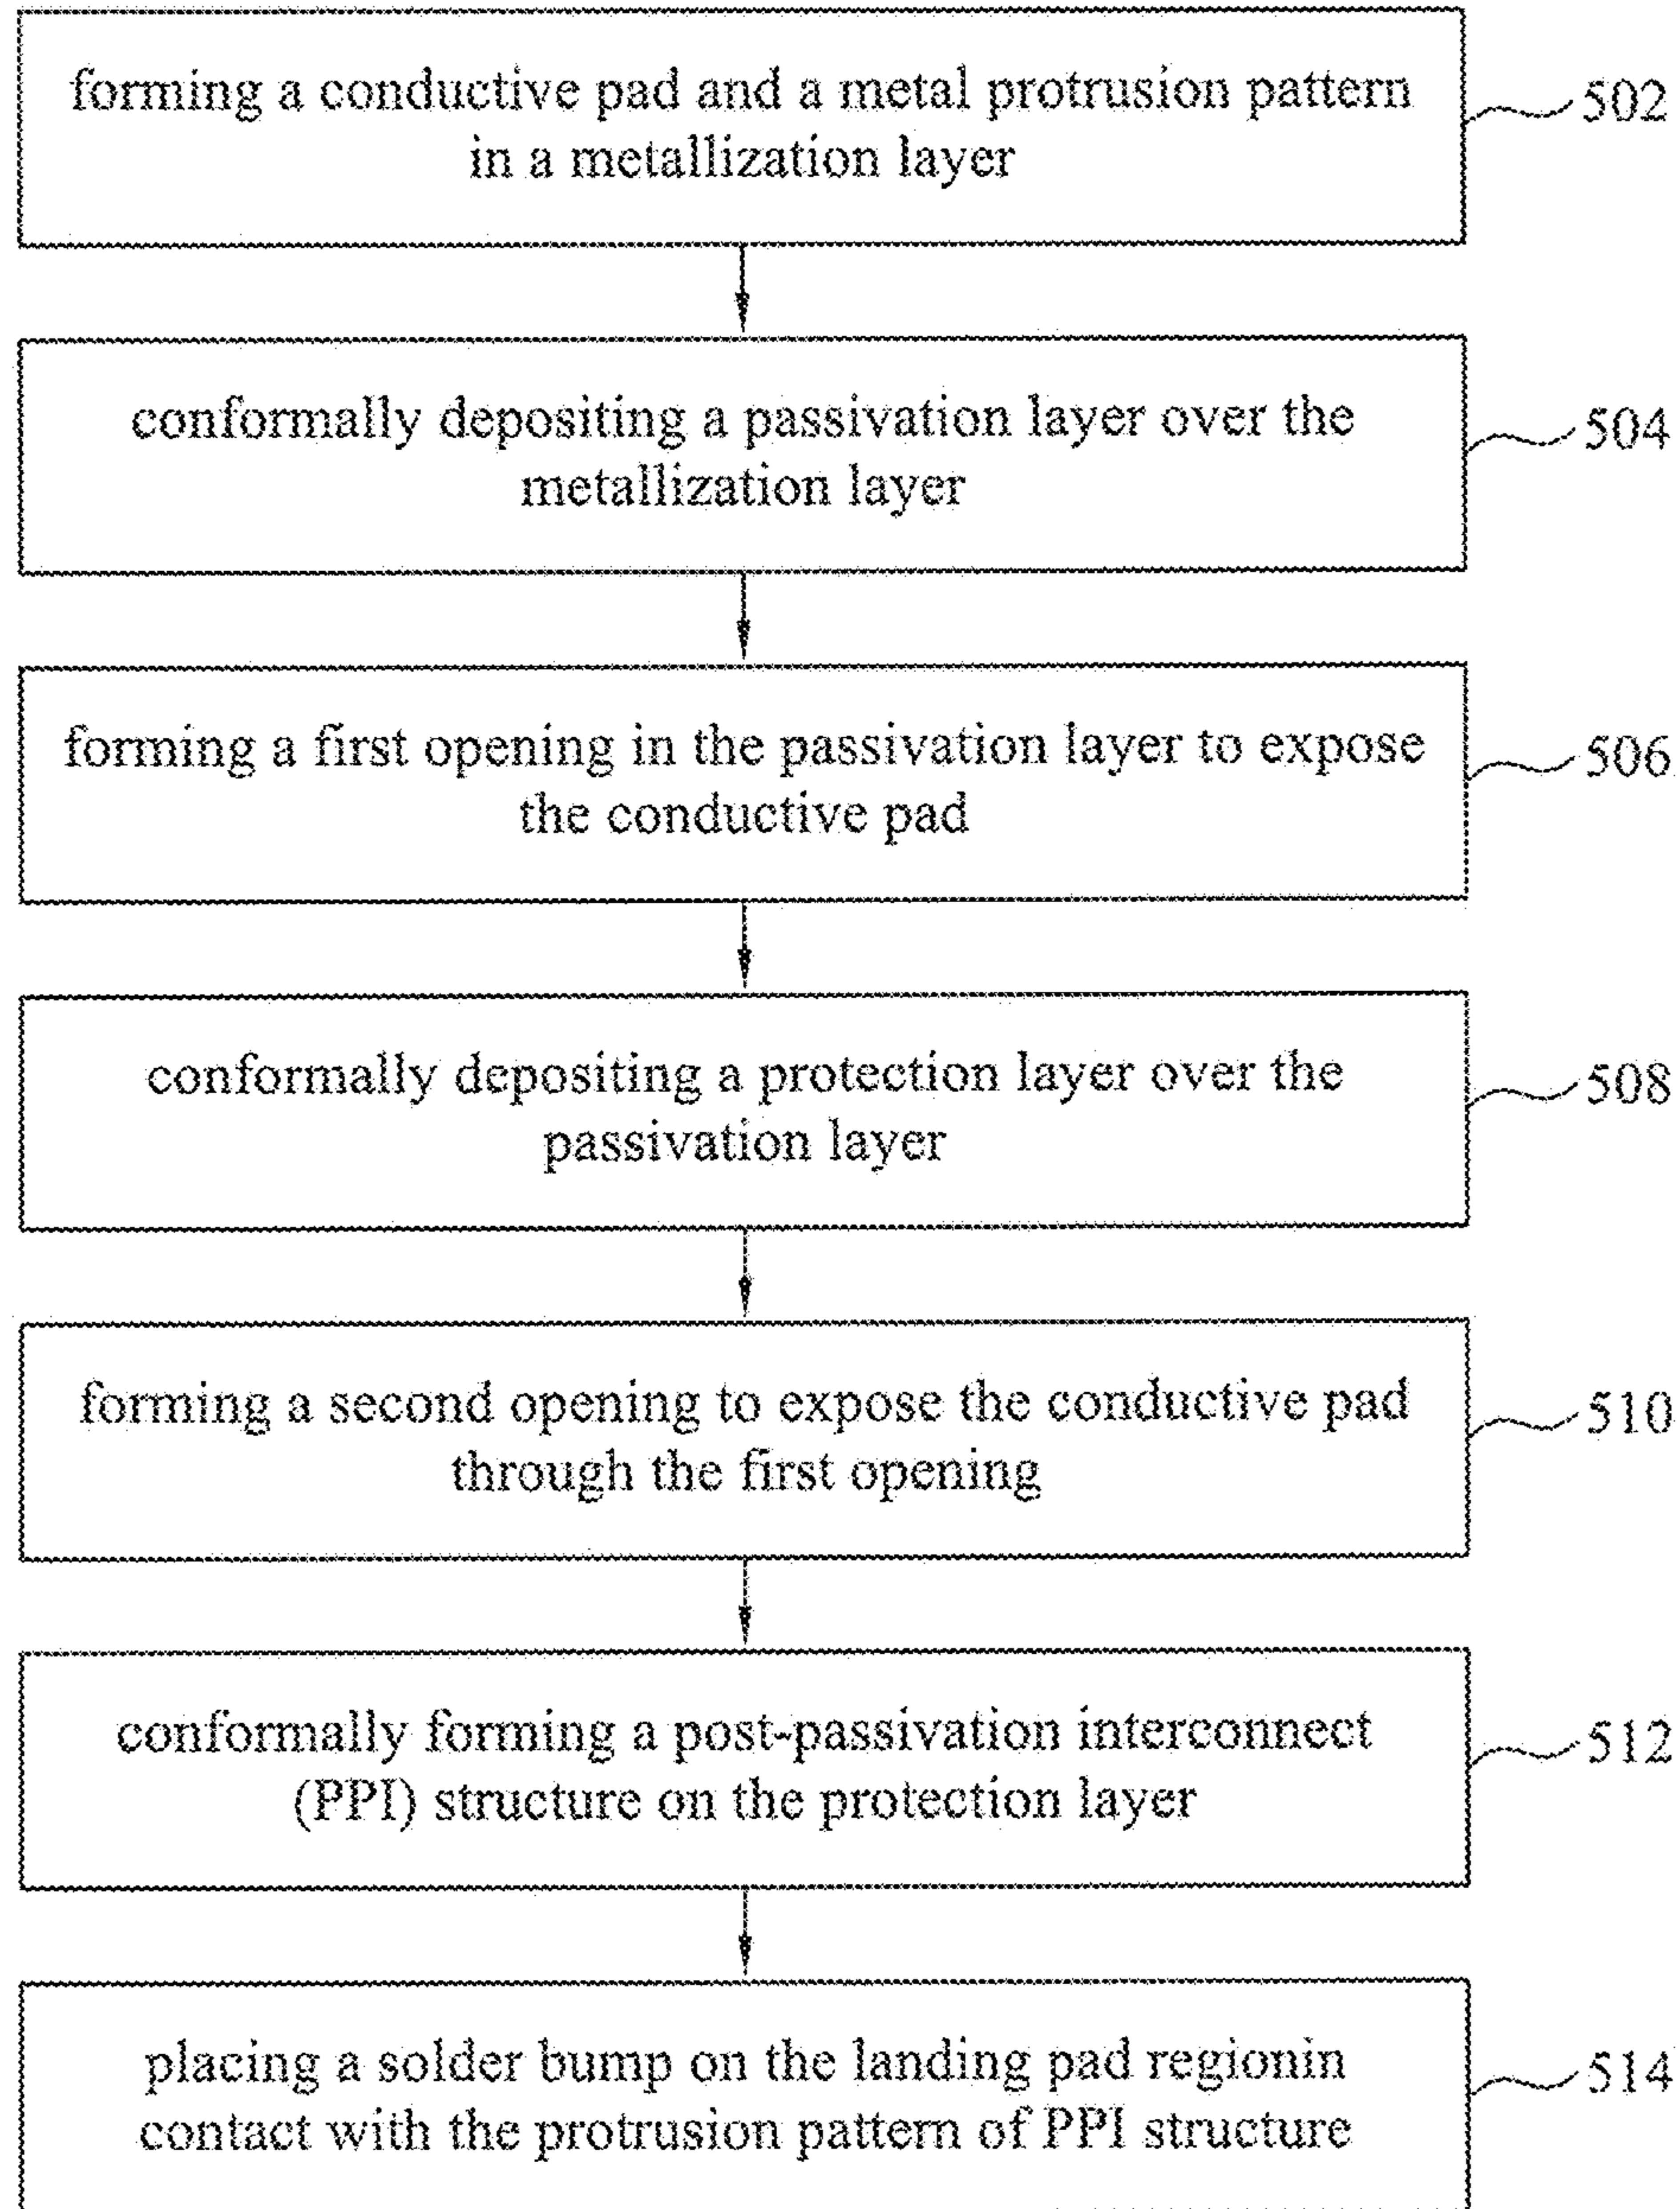 forming a conductive pad and a metal protrusion pattern
in a metallization layer
502
conformally depositing a passivation layer over the
metallization layer
504
forming a first opening in the passivation layer to expose
the conductive pad
506
conformally depositing a protection layer over the
passivation layer
508
forming a second opening to expose the conductive pad
through the first opening
510
conformally forming a post-passivation interconnect
(PPI) structure on the protection layer
512
placing a solder bump on the landing pad regionin
contact with the protrusion pattern of PPI structure
514